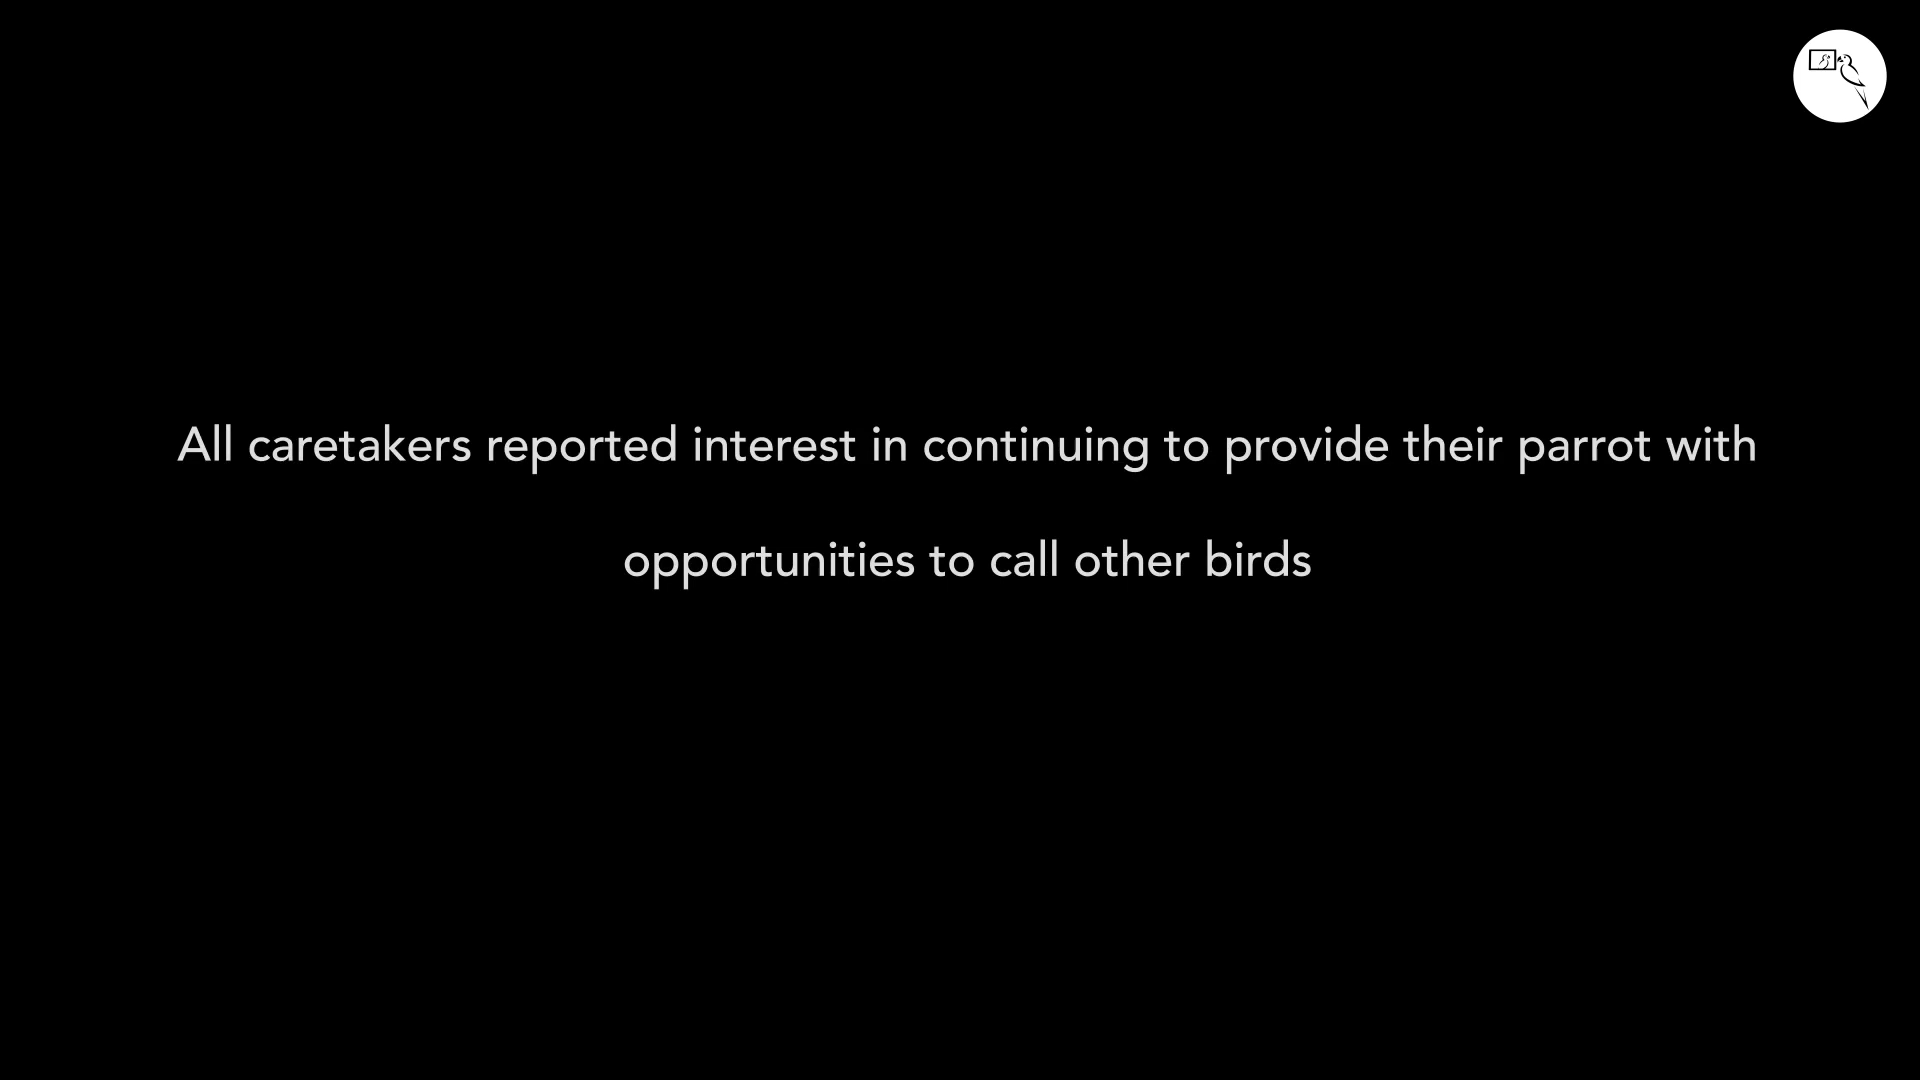 All caretakers reported interest in continuing to provide their parrot with
opportunities to call other birds